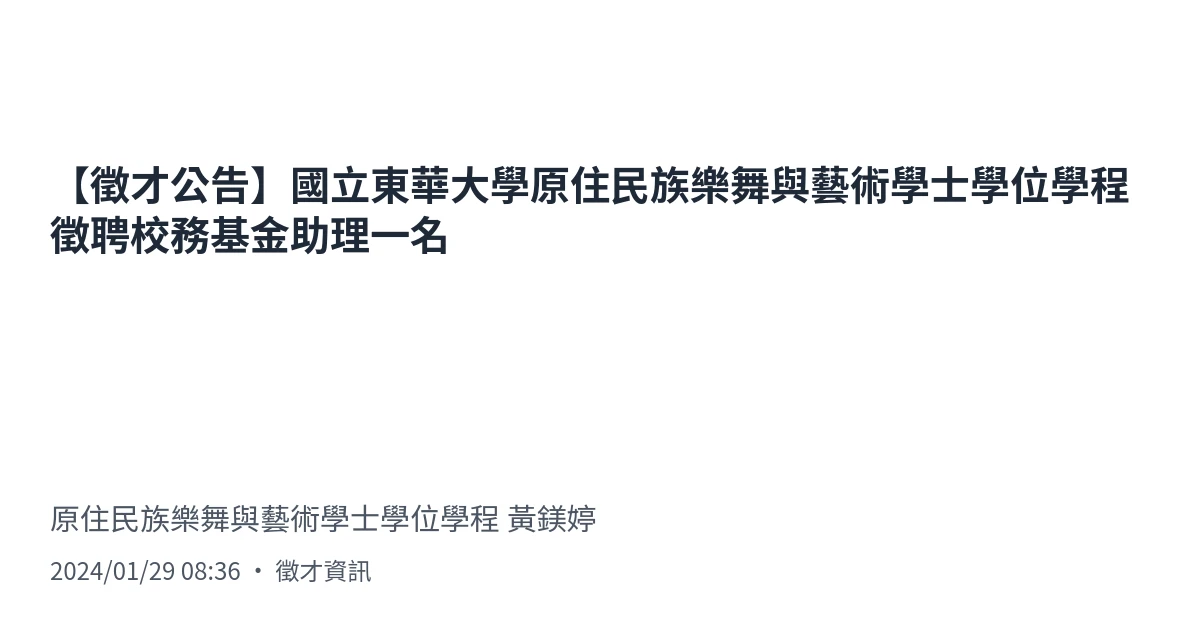 【徵才公告】國立東華大學原住民族樂舞與藝術學士學位學程
徵聘校務基金助理一名
原住民族樂舞與藝術學士學位學程 黃鎂婷
2024/01/29 08:36 • 徵才資訊